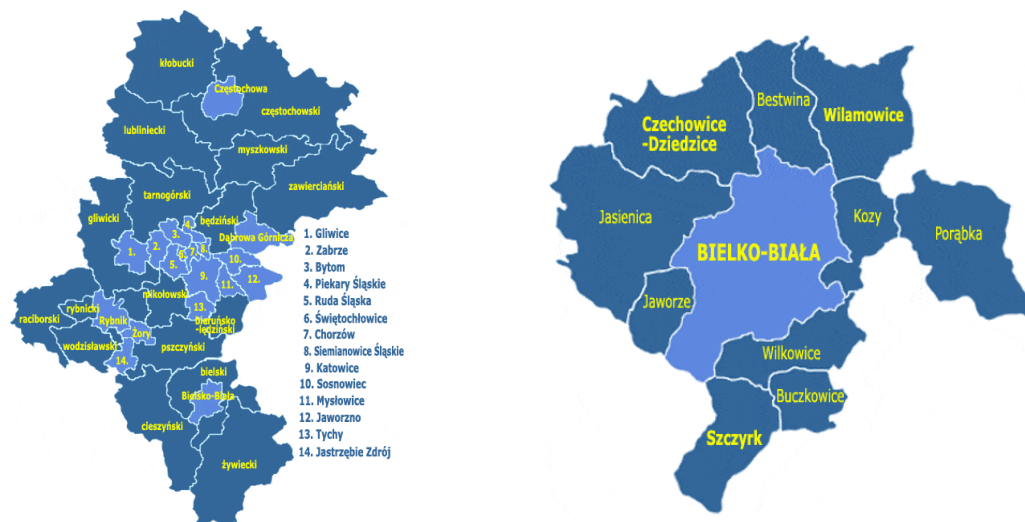 kłobucki
Częstochowa
częstochowski
lubliniecki
myszkowski
zawierciański
tarnogórski
gliwicki
będziński
Dąbrowa Górnicza
1.
2.
3.
4.
5.
6.
7.
8.
9.
10.
11.
12.
13.
14.
mikołowski
rybnicki
Rybnik
raciborski
Żory
wodzisławski
pszczyński
bielski
Bielsko-Biała
cieszyński
żywiecki
1. Gliwice
2. Zabrze
3. Bytom
4. Piekary Śląskie
5. Ruda Śląska
6. Świętochłowice
7. Chorzów
8. Siemianowice Śląskie
9. Katowice
10. Sosnowiec
11. Mysłowice
12. Jaworzno
13. Tychy
14. Jastrzębie Zdrój
Bestwina
Wilamowice
Czechowice
-Dziedzice
Jasienica
Kozy
Porąbka
BIELKO-BIAŁA
Jaworze
Wilkowice
Buczkowice
Szczyrk